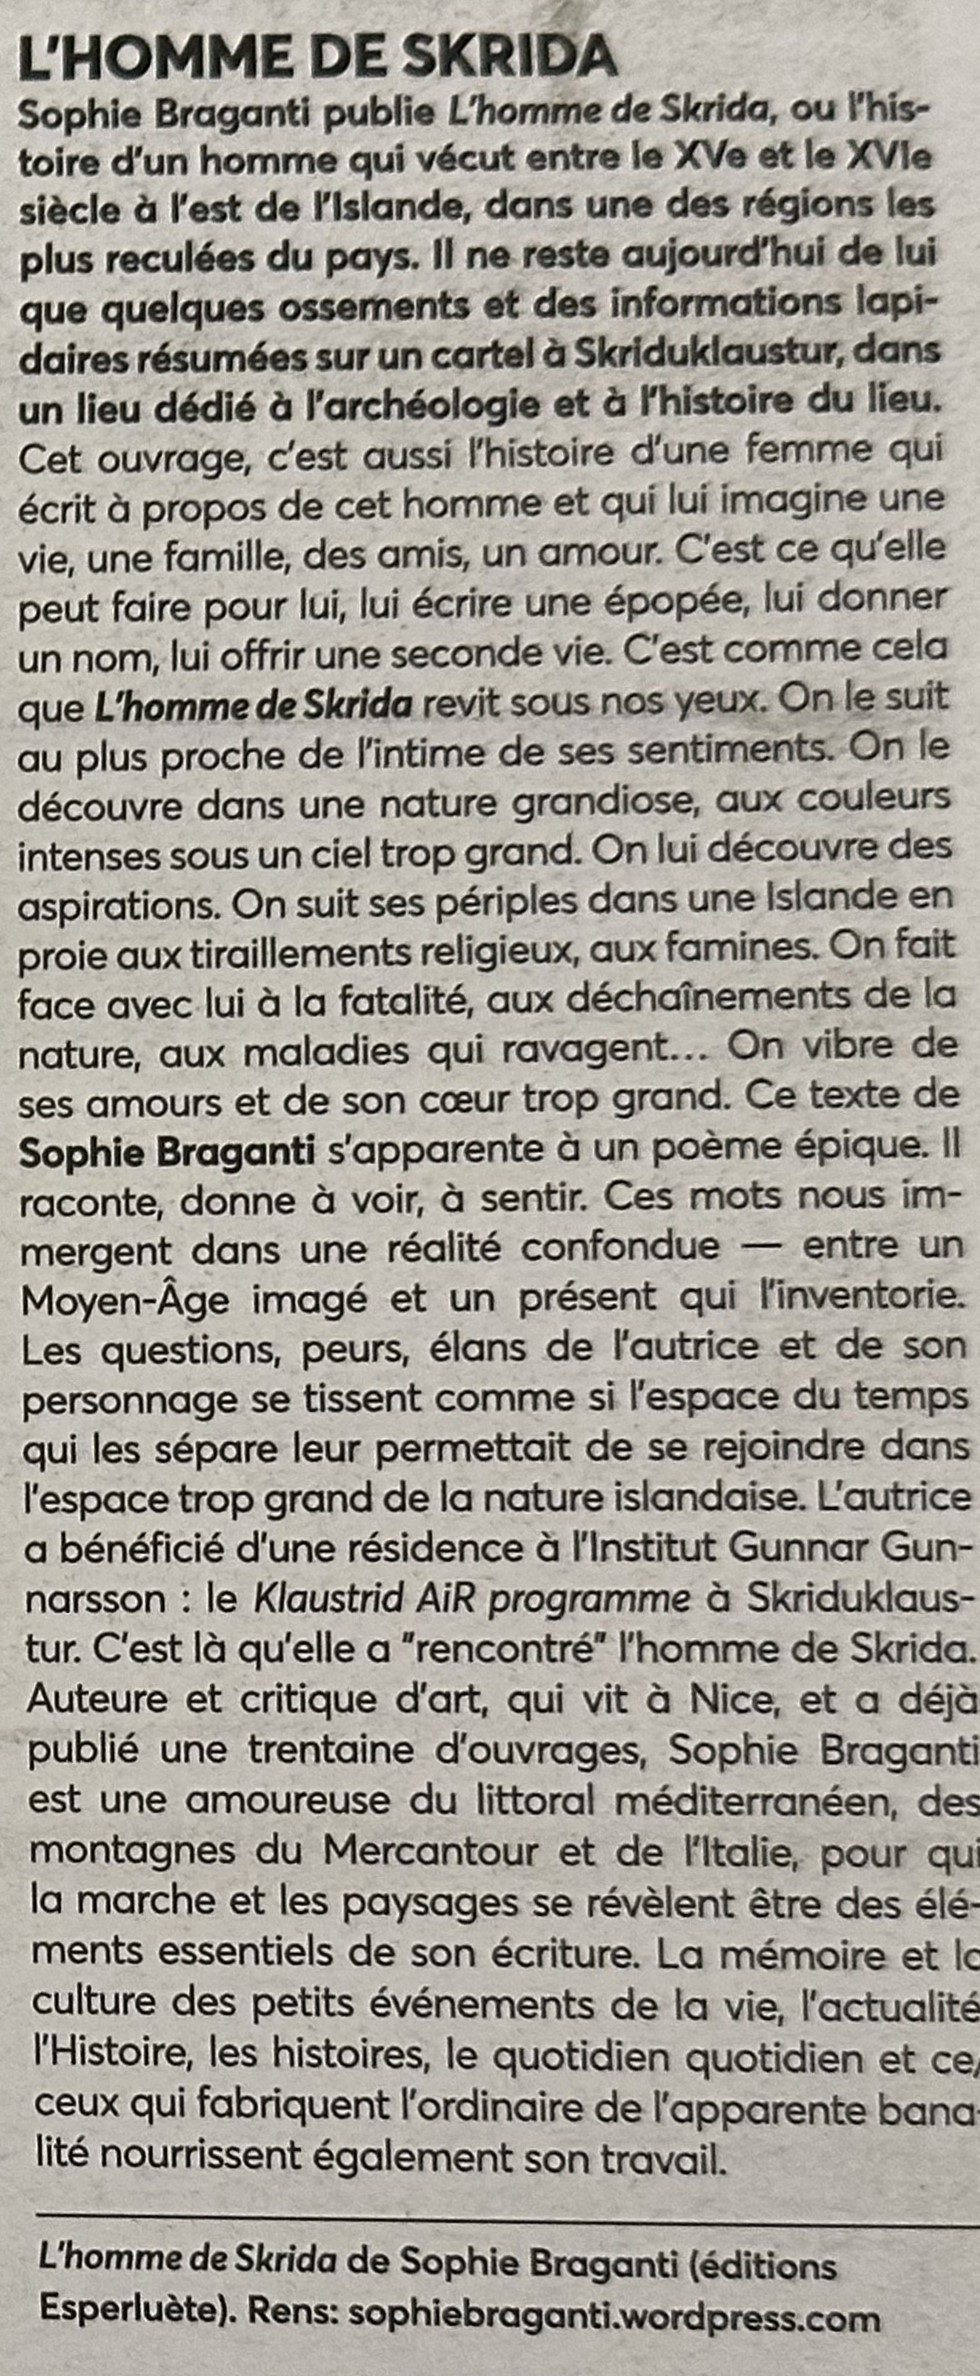 L'HOMME DE SKRIDA
Sophie Braganti publie L'homme de Skrida, ou l'his-
toire d'un homme qui vécut entre le XVe et le XVIe
siècle à l'est de l'Islande, dans une des régions les
plus reculées du pays. Il ne reste aujourd'hui de lui
que quelques ossements et des informations lapi-
daires résumées sur un cartel à Skriduklaustur, dans
un lieu dédié à l'archéologie et à l'histoire du lieu.
Cet ouvrage, c'est aussi l'histoire d'une femme qui
écrit à propos de cet homme et qui lui imagine une
vie, une famille, des amis, un amour. C'est ce qu'elle
peut faire pour lui, lui écrire une épopée, lui donner
un nom, lui offrir une seconde vie. C'est comme cela
que L'homme de Skrida revit sous nos yeux. On le suit
au plus proche de l'intime de ses sentiments. On le
découvre dans une nature grandiose, aux couleurs
intenses sous un ciel trop grand. On lui découvre des
aspirations. On suit ses périples dans une Islande en
proie aux tiraillements religieux, aux famines. On fait
face avec lui à la fatalité, aux déchaînements de la
nature, aux maladies qui ravagent... On vibre de
ses amours et de son cœur trop grand. Ce texte de
Sophie Braganti s'apparente à un poème épique. Il
raconte, donne à voir, à sentir. Ces mots nous im-
mergent dans une réalité confondue — entre un
Moyen-Âge imagé et un présent qui l'inventorie.
Les questions, peurs, élans de l'autrice et de son
personnage se tissent comme si l'espace du temps
qui les sépare leur permettait de se rejoindre dans
l'espace trop grand de la nature islandaise. L'autrice
a bénéficié d'une résidence à l'Institut Gunnar Gun-
narsson : le Klaustrid AiR programme à Skriduklaus-
tur. C'est là qu'elle a "rencontré" l'homme de Skrida.
Auteure et critique d'art, qui vit à Nice, et a déjà
publié une trentaine d'ouvrages, Sophie Braganti
est une amoureuse du littoral méditerranéen, des
montagnes du Mercantour et de l'Italie, pour qui
la marche et les paysages se révèlent être des élé-
ments essentiels de son écriture. La mémoire et la
culture des petits événements de la vie, l'actualité
l'Histoire, les histoires, le quotidien quotidien et ce/
ceux qui fabriquent l'ordinaire de l'apparente bana-
lité nourrissent également son travail.
L'homme de Skrida de Sophie Braganti (éditions
Esperluète). Rens: sophiebraganti.wordpress.com